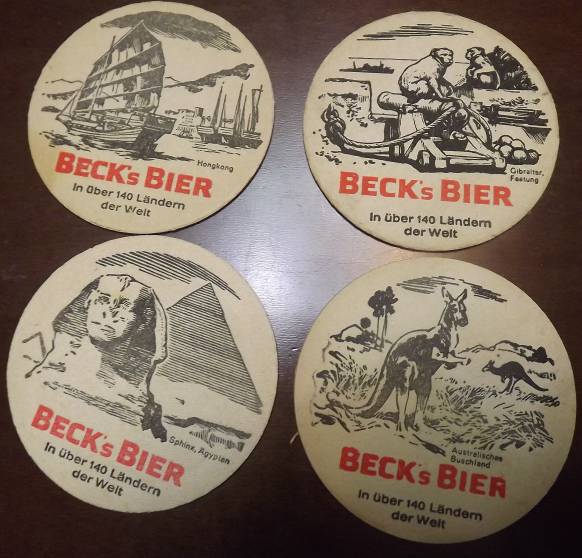 Hongkong
BECK's BIER
In über 140 Ländern
der Welt
Gibraltar,
Festung
BECK's BIER
In über 140 Ländern
der Welt
Sphinx, Ägypten
BECK's BIER
In über 140 Ländern
der Welt
Australisches
Buschland
BECK's BIER
In über 140 Ländern
der Welt